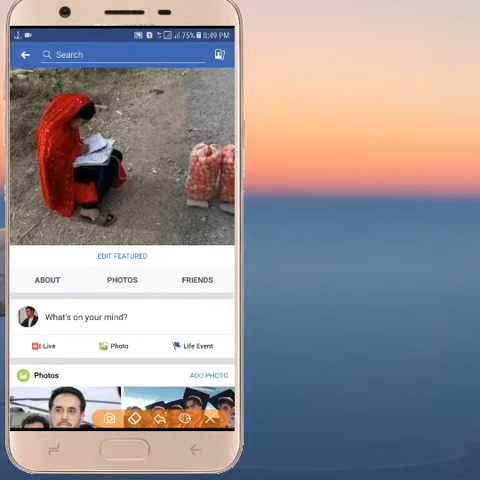 75% 8:49 PM
Search
EDIT FEATURED
ABOUT PHOTOS FRIENDS
What's on your mind?
Live Photo Life Event
Photos ADD PHOTO